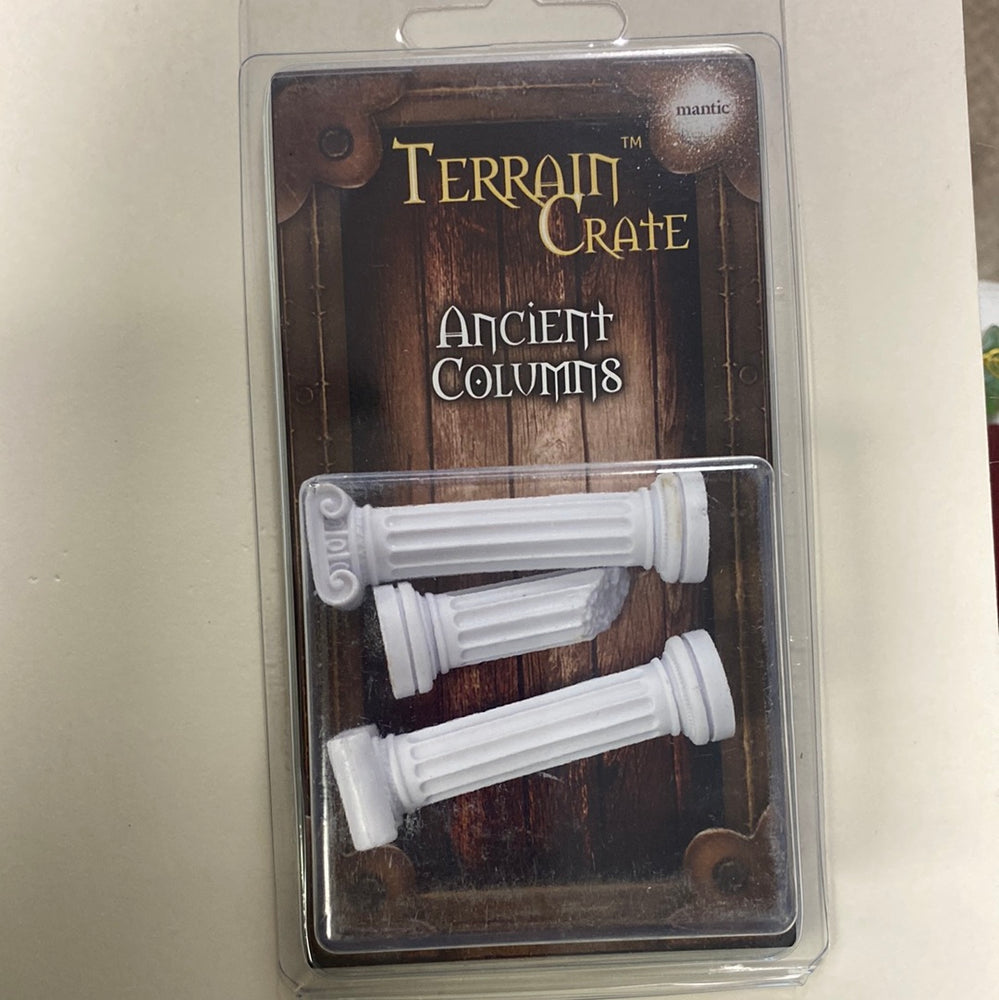 mantic
TERRAIN™
CRATE
ANCIENT
COLUMNS